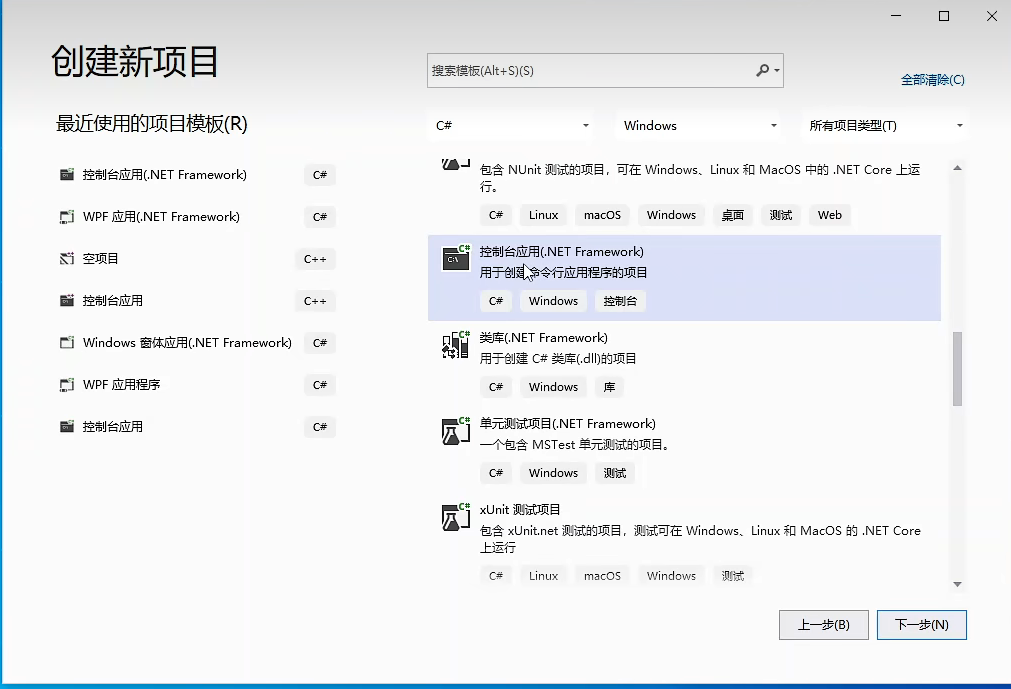 创建新项目
搜索模板(Alt+S)(S)
全部清除(C)
最近使用的项目模板(R)
C#
Windows
所有项目类型(T)
控制台应用(.NET Framework)
C#
WPF 应用(.NET Framework)
C#
空项目
C++
控制台应用
C++
Windows 窗体应用(.NET Framework)
C#
WPF 应用程序
C#
控制台应用
C#
包含 NUnit 测试的项目，可在 Windows、Linux 和 MacOS 中的 .NET Core 上运
行。
C# Linux macOS Windows 桌面 测试 Web
C#
C:\
控制台应用(.NET Framework)
用于创建命令行应用程序的项目
C# Windows 控制台
C#
类库(.NET Framework)
用于创建 C# 类库(.dll)的项目
C# Windows 库
C#
单元测试项目(.NET Framework)
一个包含 MSTest 单元测试的项目。
C# Windows 测试
C#
xUnit 测试项目
包含 xUnit.net 测试的项目，测试可在 Windows、Linux 和 MacOS 的 .NET Core
上运行
C# Linux macOS Windows 测试
上一步(B)
下一步(N)